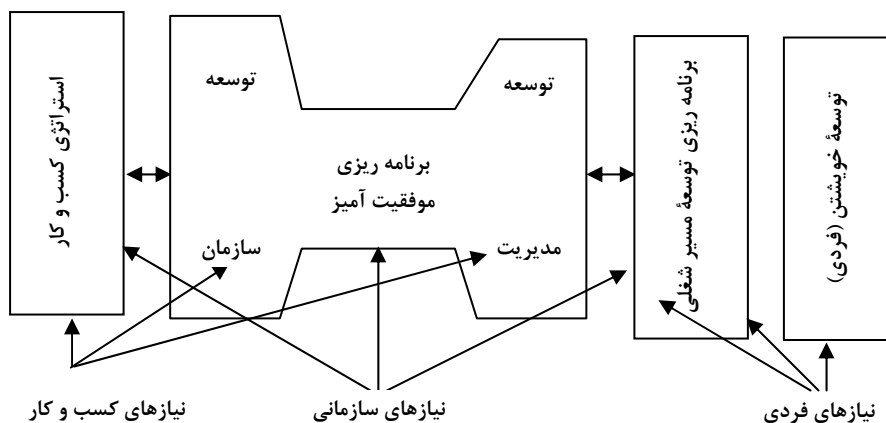 استراتژی کسب و کار
توسعه
توسعه
برنامه ریزی
موفقیت آمیز
سازمان
مدیریت
برنامه ریزی توسعهٔ مسیر شغلی
توسعهٔ خویشتن (فردی)
نیازهای کسب و کار
نیازهای سازمانی
نیازهای فردی